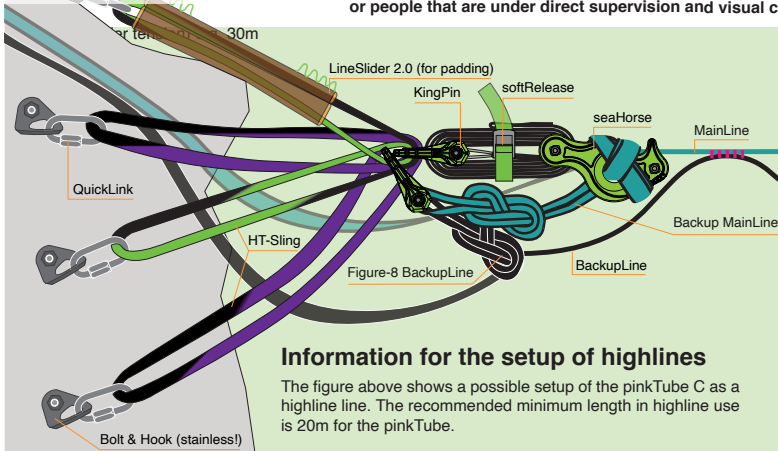 or people that are under direct supervision and visual c
30m
LineSlider 2.0 (for padding)
KingPin
softRelease
seaHorse
MainLine
QuickLink
HT-Sling
Figure-8 BackupLine
BackupLine
Backup MainLine
Bolt & Hook (stainless!)
Information for the setup of highlines
The figure above shows a possible setup of the pinkTube C as a
highline line. The recommended minimum length in highline use
is 20m for the pinkTube.